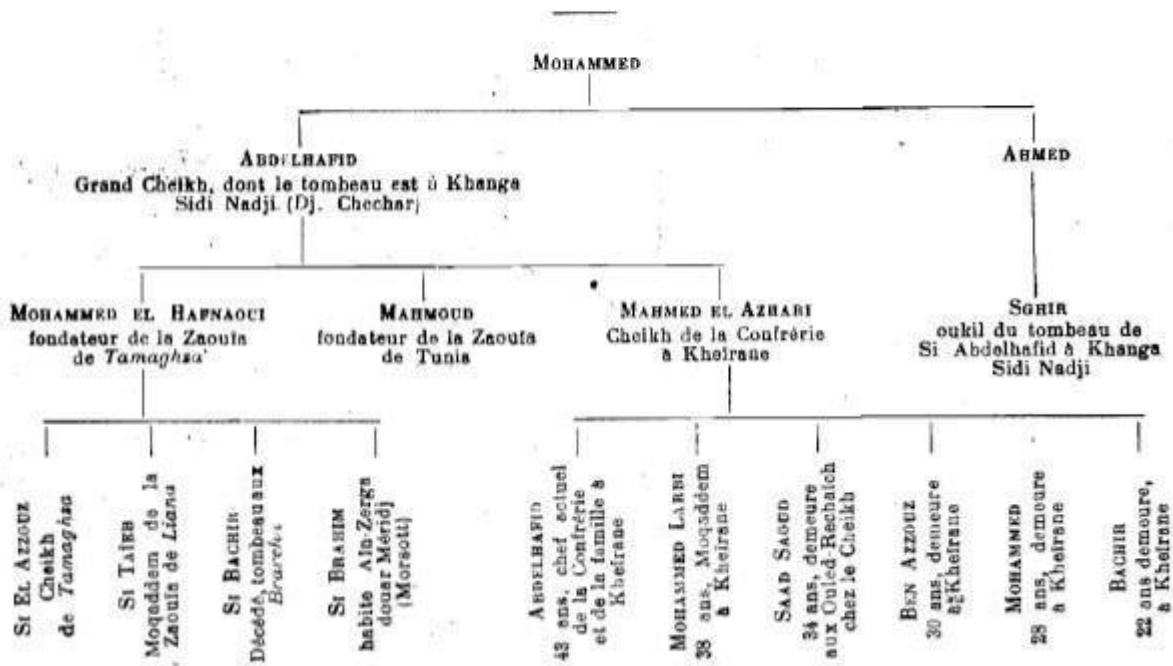 MOHAMMED
ABDELHAFID
Grand Cheikh, dont le tombeau est à Khanga
Sidi Nadji (Dj. Chechar)
AHMED
MOHAMMED EL HAFNAOUI
fondateur de la Zaouïa
de Tamaghsa'
MAHMOUD
fondateur de la Zaouïa
de Tunis
MAHMED EL AZHARI
Cheikh de la Confrérie
à Kheirane
SGHIR
oukil du tombeau de
Si Abdelhafid à Khanga
Sidi Nadji
SI EL AZZOUZ
Cheikh
de Tamaghsa
SI TAÏEB
Moqaddem de la
Zaouïa de Liana
SI BACHIR
Décédé, tombeau aux
Brarcha
SI BRAHIM
habite Aïn-Zerga
douar Méridj
(Morsott)
ABDELHAFID
43 ans, chef actuel
de la Confrérie
et de la famille à
Kheirane
MOHAMMED LARBI
38 ans, Moqaddem
à Kheirane
SAAD SAOUD
34 ans, demeure
aux Ouled-Rechaich
chez le Cheikh
BEN AZZOUZ
30 ans, demeure
à Kheirane
MOHAMMED
28 ans, demeure
à Kheirane
BACHIR
22 ans demeure,
à Kheirane